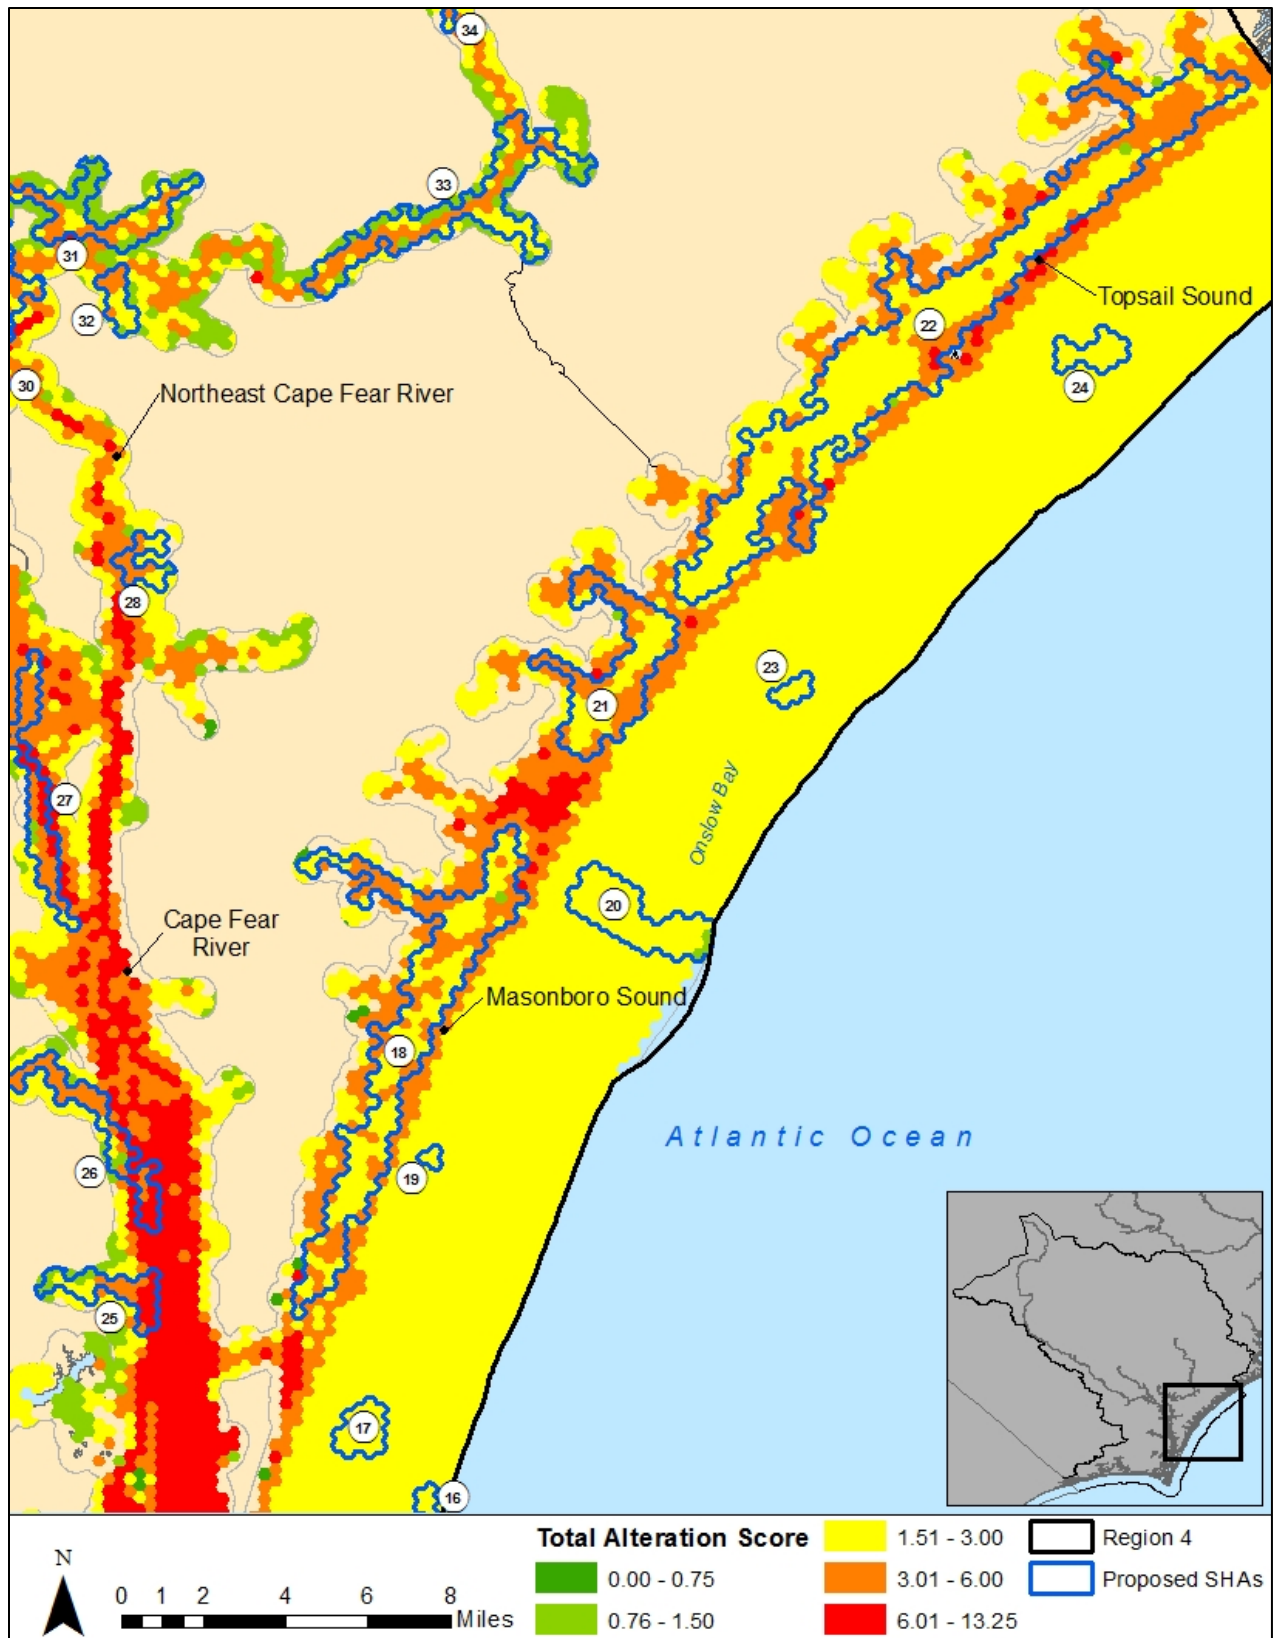 34
33
31
32
Topsail Sound
22
30
24
Northeast Cape Fear River
28
23
21
27
Onslow Bay
20
Cape Fear
River
Masonboro Sound
18
Atlantic Ocean
26
19
25
17
16
N
0 1 2 4 6 8
Miles
Total Alteration Score
0.00 - 0.75
0.76 - 1.50
1.51 - 3.00
3.01 - 6.00
6.01 - 13.25
Region 4
Proposed SHAs